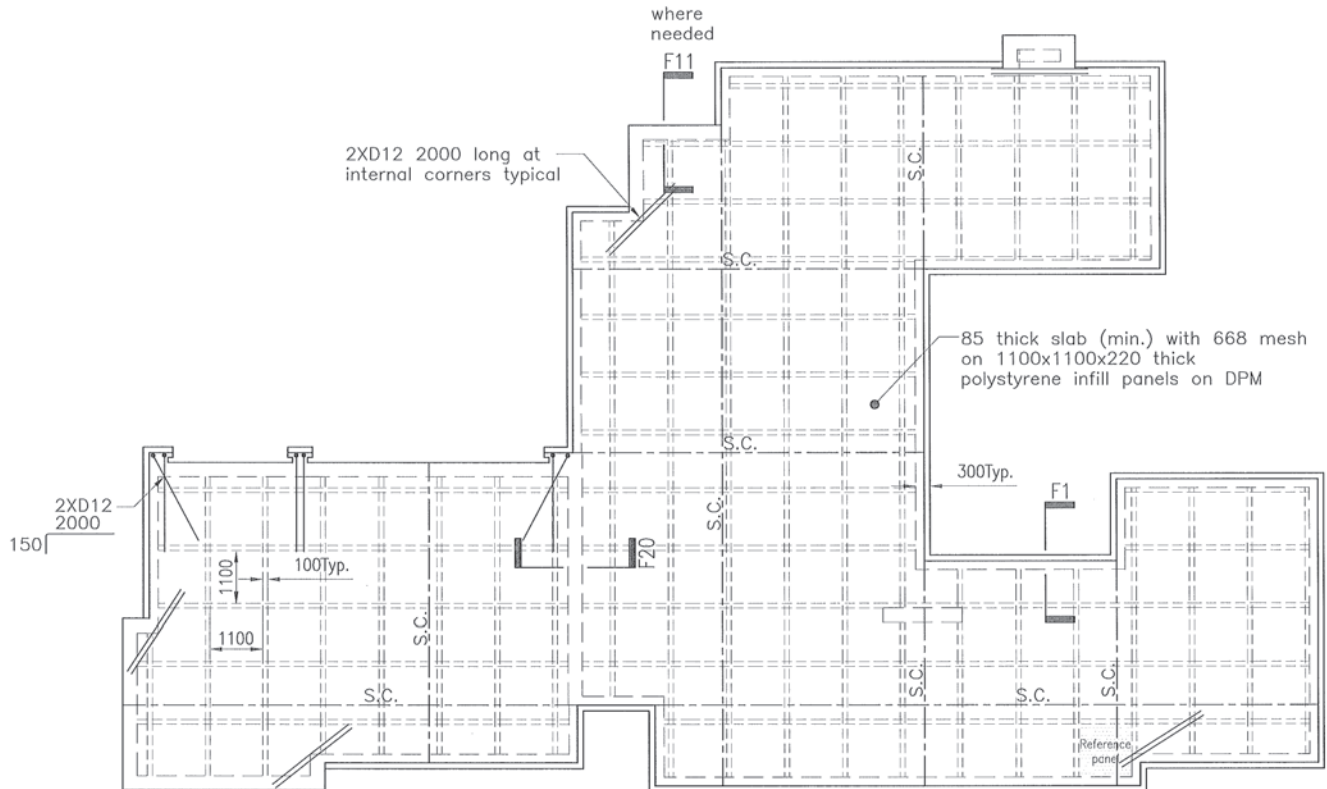 where
needed
F11
2XD12 2000 long at
internal corners typical
S.C.
S.C.
85 thick slab (min.) with 668 mesh
on 1100x1100x220 thick
polystyrene infill panels on DPM
S.C.
300Typ.
F1
2XD12
2000
150
S.C.
F20
100Typ.
1100
1100
S.C.
S.C.
S.C.
S.C.
S.C.
Reference
panel